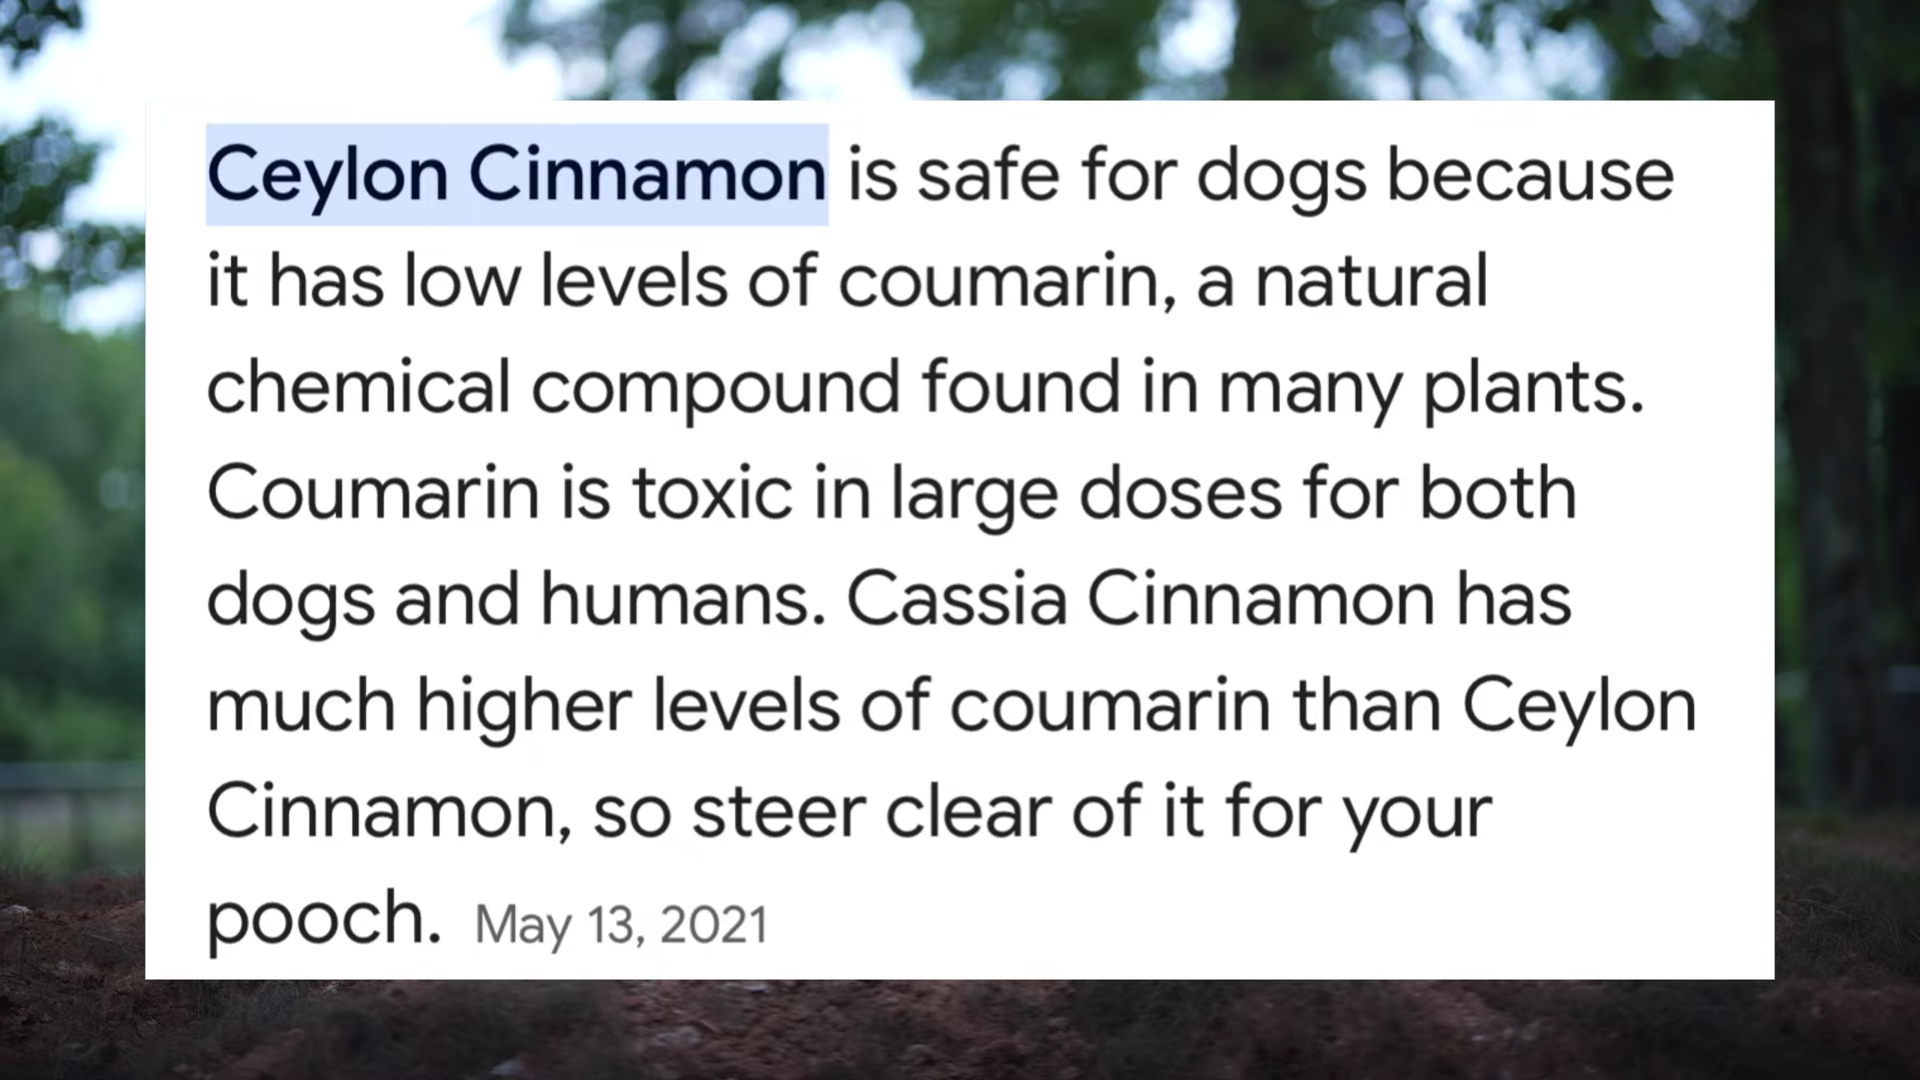 Ceylon Cinnamon is safe for dogs because
it has low levels of coumarin, a natural
chemical compound found in many plants.
Coumarin is toxic in large doses for both
dogs and humans. Cassia Cinnamon has
much higher levels of coumarin than Ceylon
Cinnamon, so steer clear of it for your
pooch. May 13, 2021